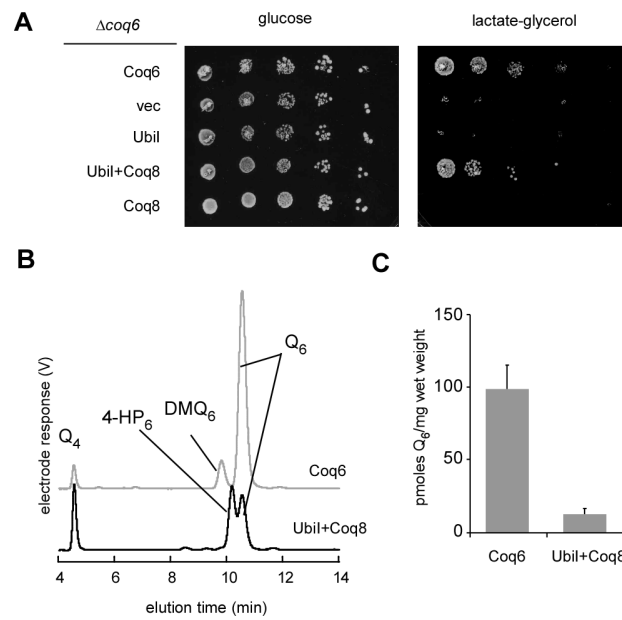 A
Δcoq6
glucose
lactate-glycerol
Coq6
vec
UbiI
UbiI+Coq8
Coq8
B
electrode response (V)
Q4
4-HP6
DMQ6
Q6
Coq6
UbiI+Coq8
4 6 8 10 12 14
elution time (min)
C
pmoles Q6/mg wet weight
150
100
50
0
Coq6 UbiI+Coq8